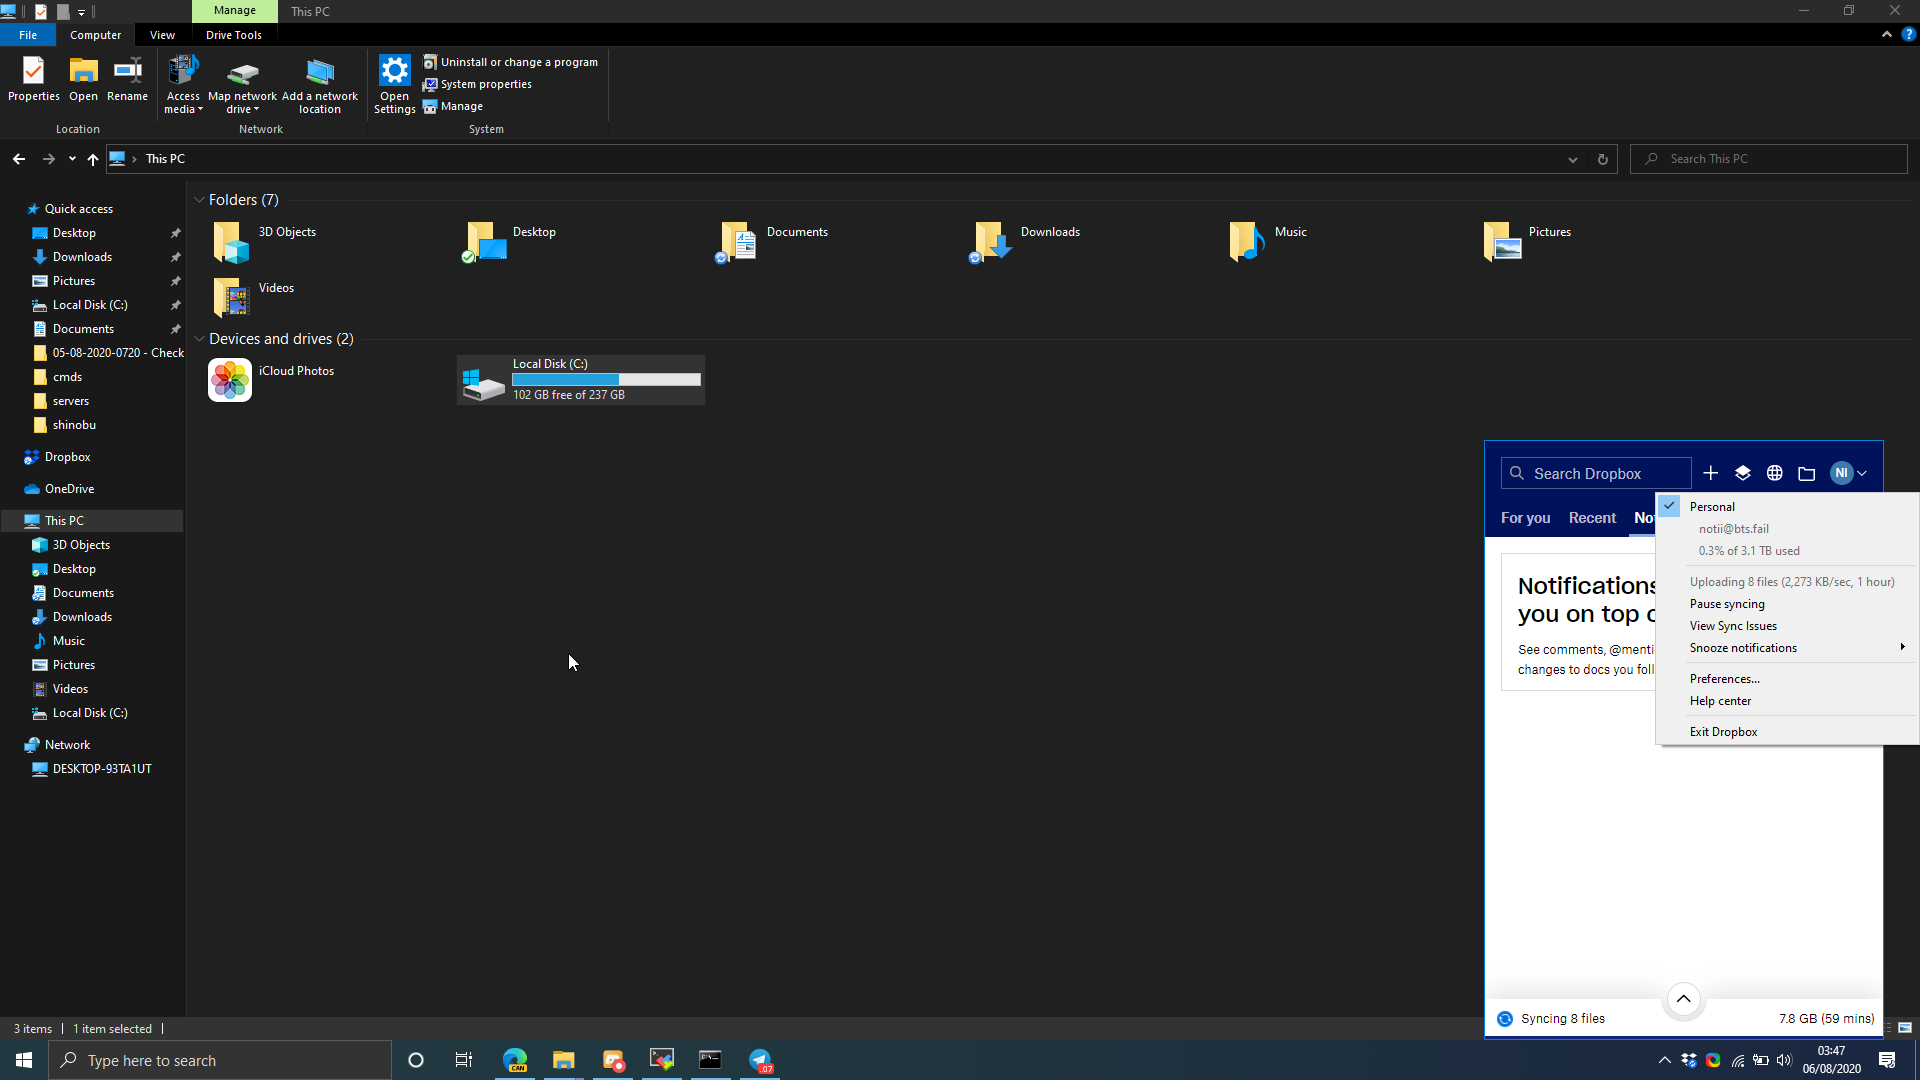 Manage
This PC
File
Computer
View
Drive Tools
Properties
Open
Rename
Access media
Map network drive
Add a network location
Open Settings
Uninstall or change a program
System properties
Manage
Location
Network
System
This PC
Search This PC
Quick access
Desktop
Downloads
Pictures
Local Disk (C:)
Documents
05-08-2020-0720 - Check
cmds
servers
shinobu
Dropbox
OneDrive
This PC
3D Objects
Desktop
Documents
Downloads
Music
Pictures
Videos
Local Disk (C:)
Network
DESKTOP-93TA1UT
Folders (7)
3D Objects
Desktop
Documents
Downloads
Music
Pictures
Videos
Devices and drives (2)
iCloud Photos
Local Disk (C:)
102 GB free of 237 GB
Search Dropbox
NI
For you
Recent
Not
Notifications
you on top o
See comments, @menti
changes to docs you foll
Personal
notii@bts.fail
0.3% of 3.1 TB used
Uploading 8 files (2,273 KB/sec, 1 hour)
Pause syncing
View Sync Issues
Snooze notifications
Preferences...
Help center
Exit Dropbox
Syncing 8 files
7.8 GB (59 mins)
3 items
1 item selected
Type here to search
CAN
.07
03:47
06/08/2020